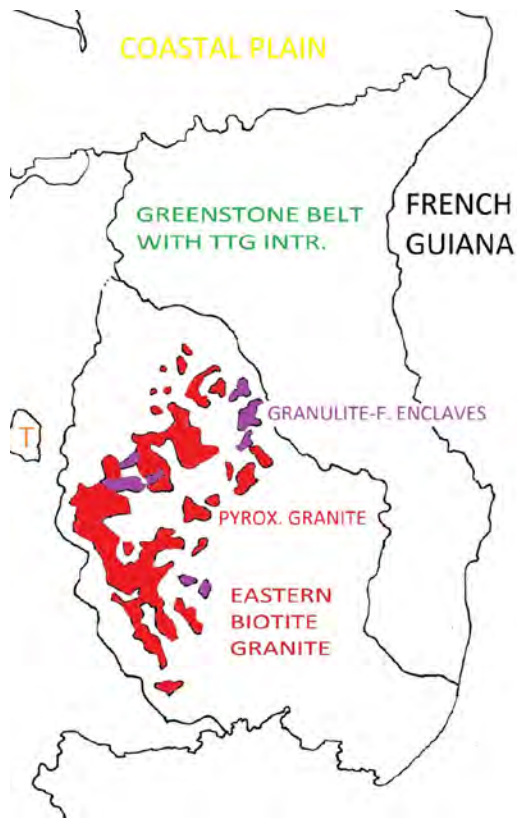 COASTAL PLAIN
GREENSTONE BELT
WITH TTG INTR.
FRENCH
GUIANA
GRANULITE-F. ENCLAVES
T
PYROX. GRANITE
EASTERN
BIOTITE
GRANITE